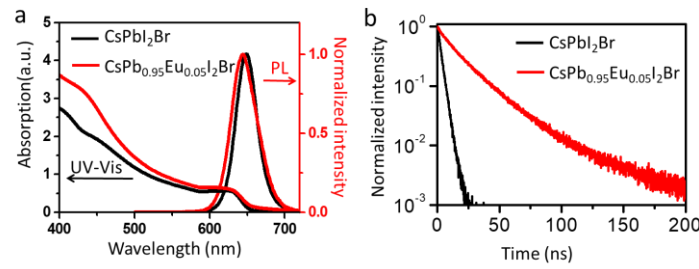 a
CsPbI₂Br
CsPb₀.₉₅Eu₀.₀₅I₂Br
PL
UV-Vis
Absorption(a.u.)
5
4
3
2
1
0
Normalized intensity
1.0
0.5
0.0
400
500
600
700
Wavelength (nm)
b
CsPbI₂Br
CsPb₀.₉₅Eu₀.₀₅I₂Br
Normalized intensity
10⁰
10⁻¹
10⁻²
10⁻³
0
50
100
150
200
Time (ns)